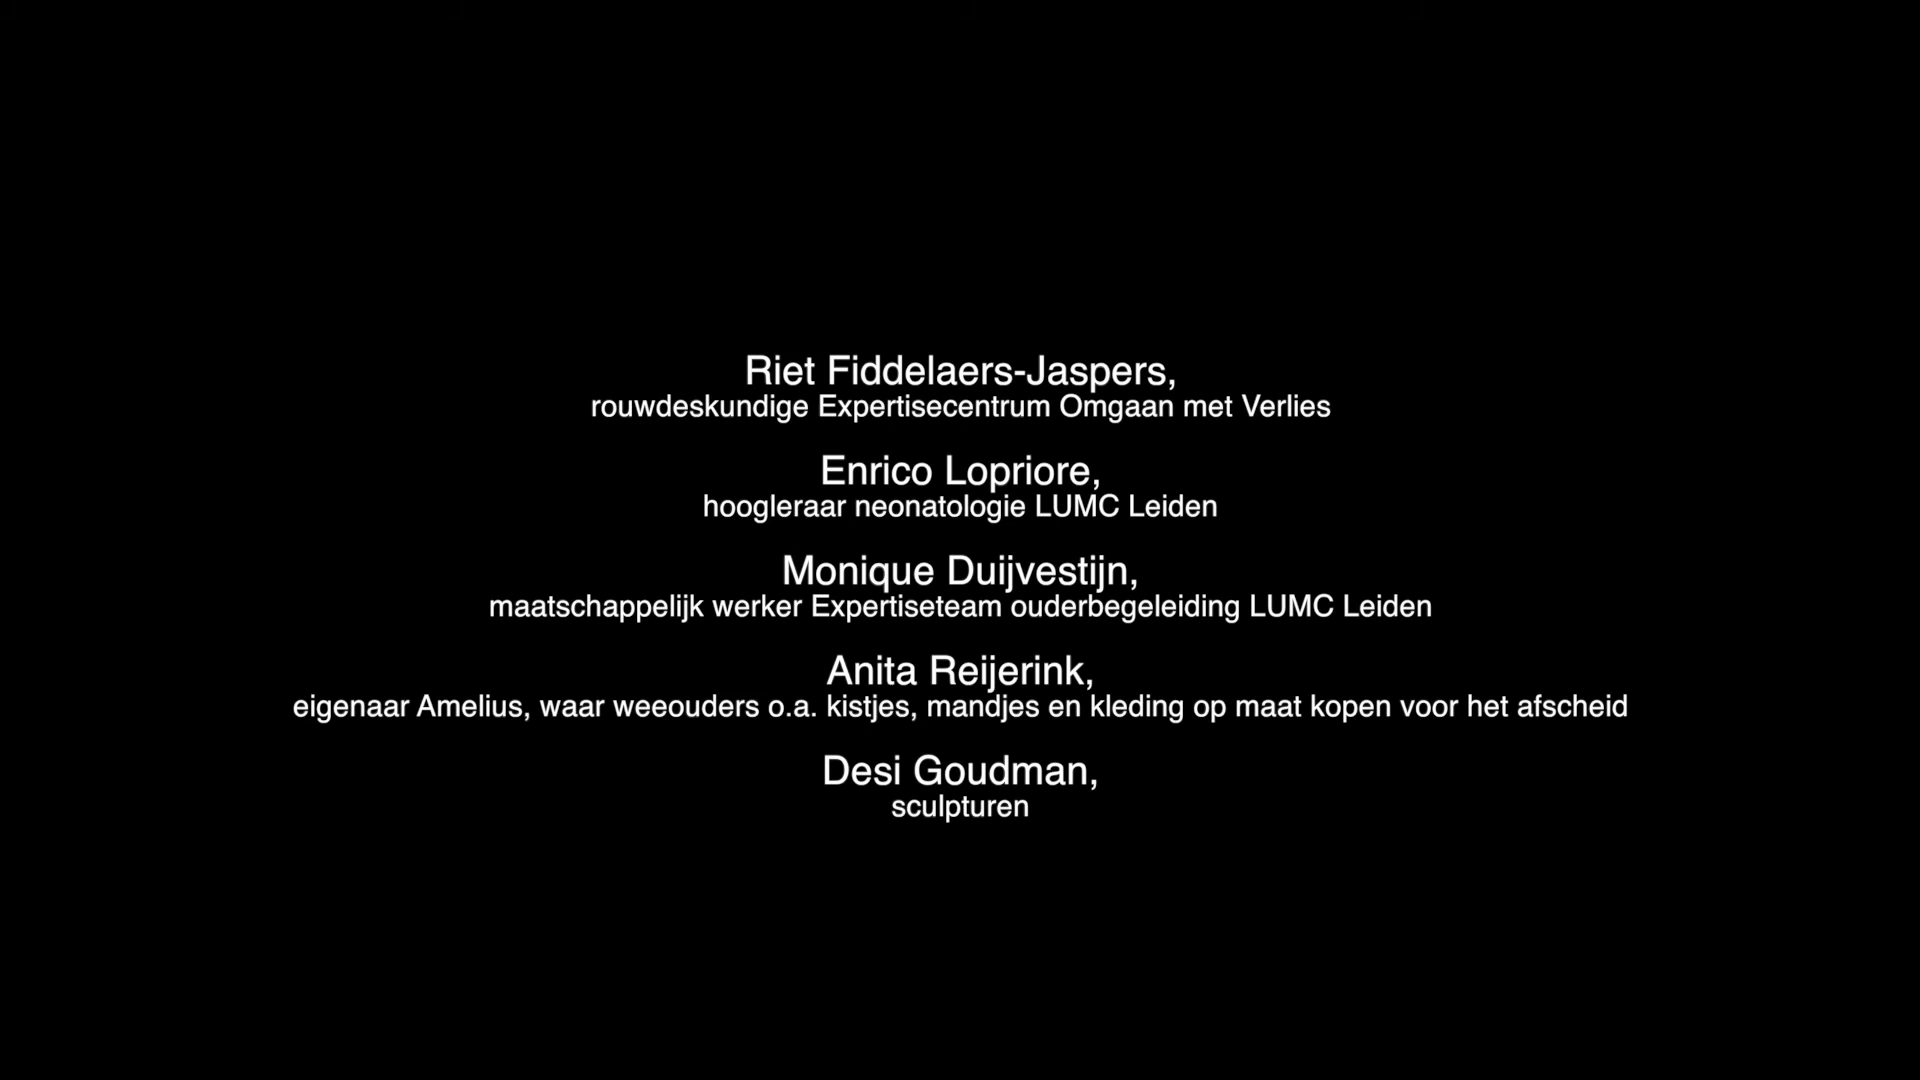 Riet Fiddelaers-Jaspers,
rouwdeskundige Expertisecentrum Omgaan met Verlies
Enrico Lopriore,
hoogleraar neonatologie LUMC Leiden
Monique Duijvestijn,
maatschappelijk werker Expertiseteam ouderbegeleiding LUMC Leiden
Anita Reijerink,
eigenaar Amelius, waar weeouders o.a. kistjes, mandjes en kleding op maat kopen voor het afscheid
Desi Goudman,
sculpturen